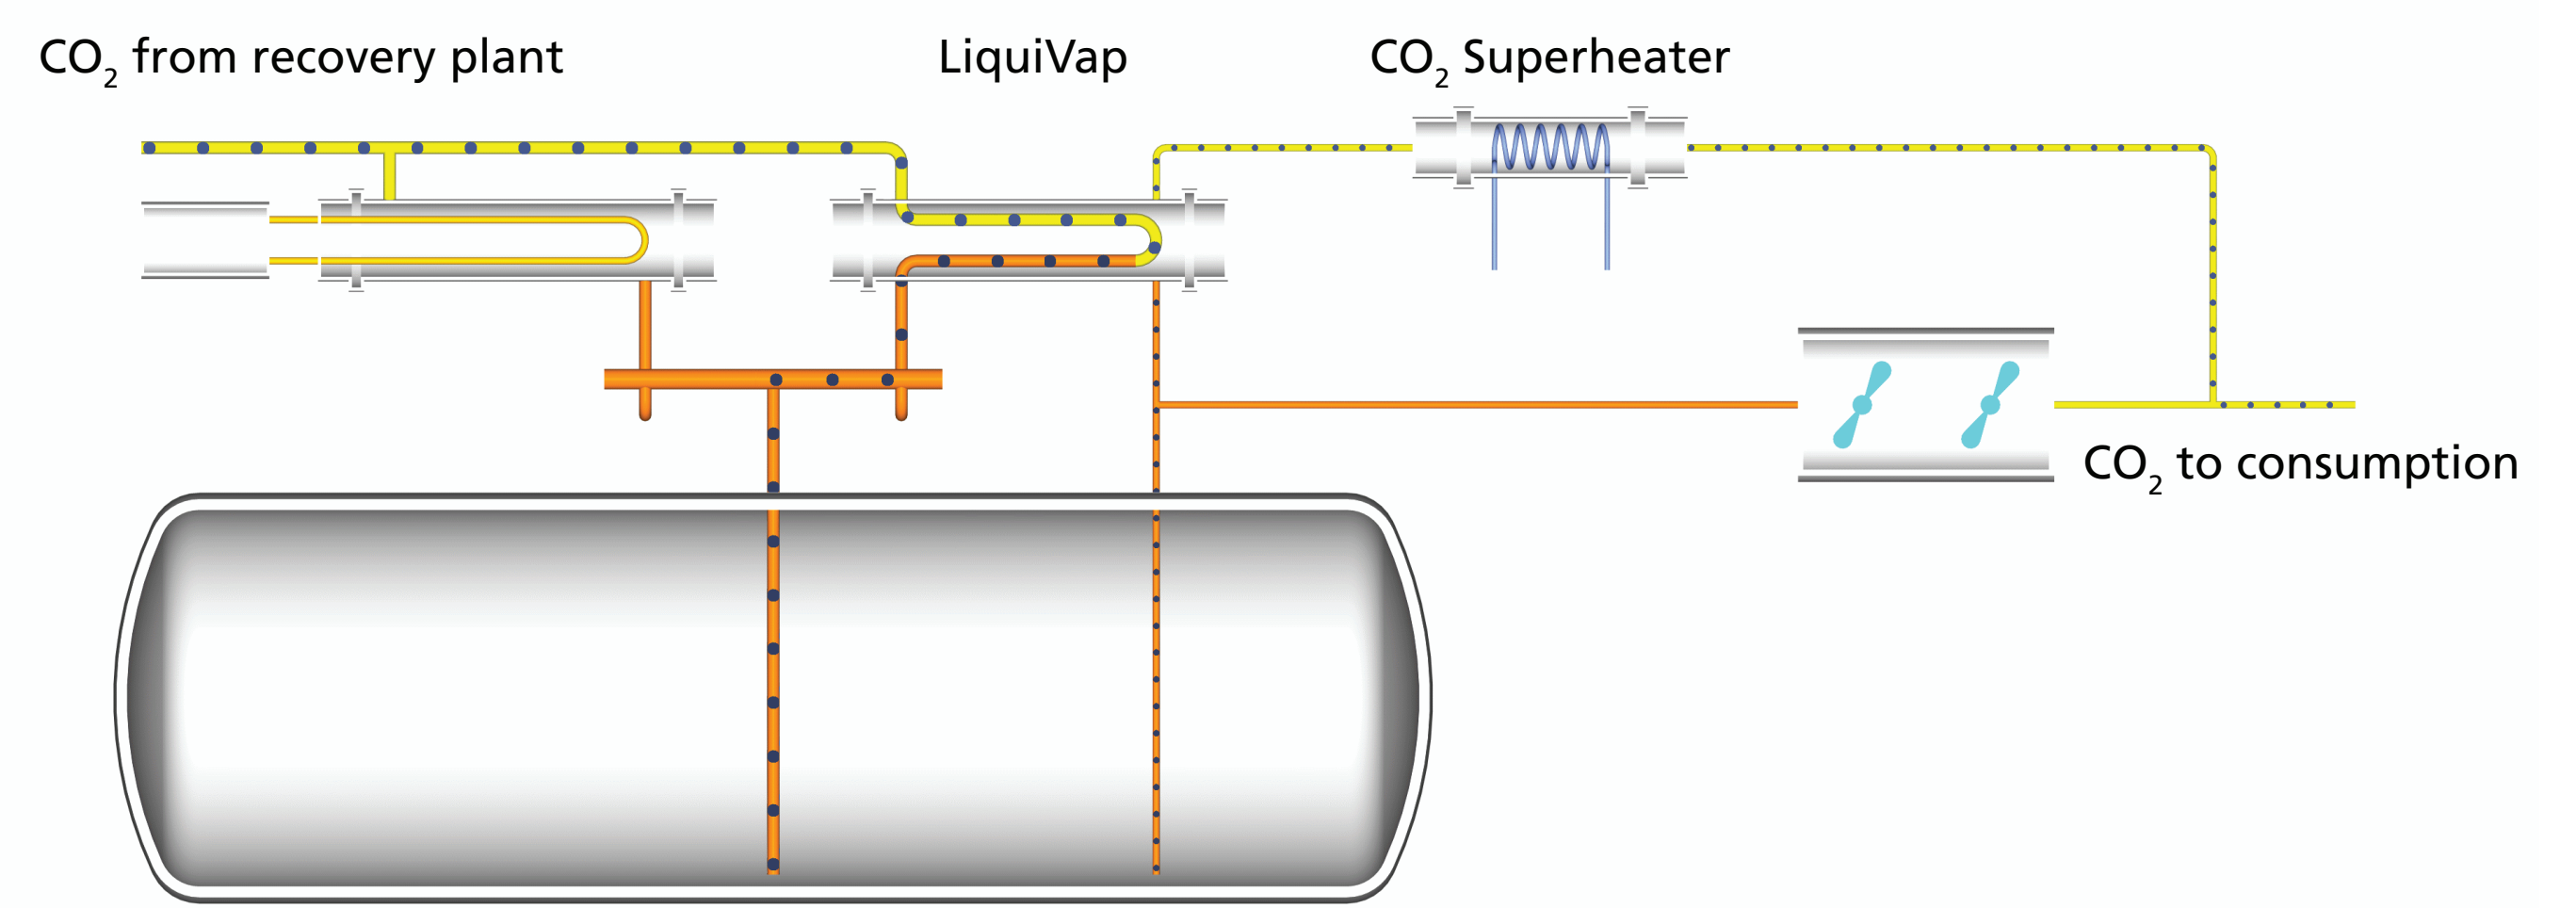 CO₂ from recovery plant
LiquiVap
CO₂ Superheater
CO₂ to consumption